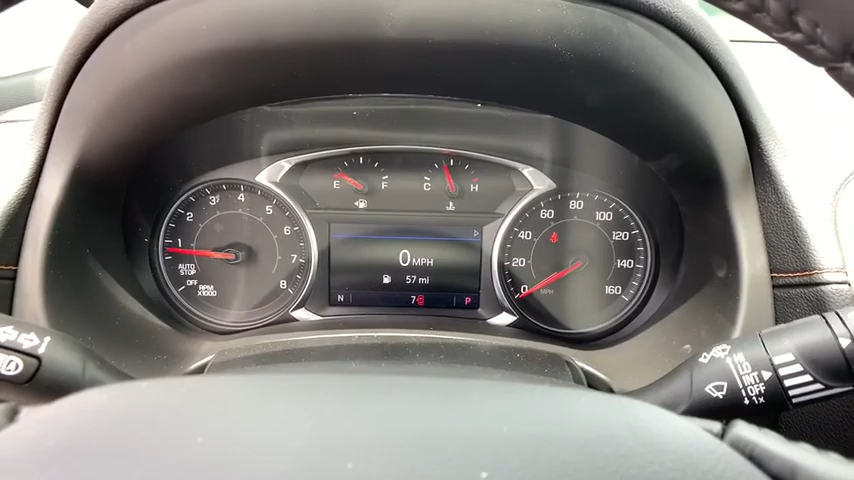 E F
C H
1 2 3 4 5 6 7 8
AUTO
STOP
OFF
RPM
X1000
0 MPH
57 mi
N
P
0 20 40 60 80 100 120 140 160
MPH
HI
LO
INT
OFF
1x
A